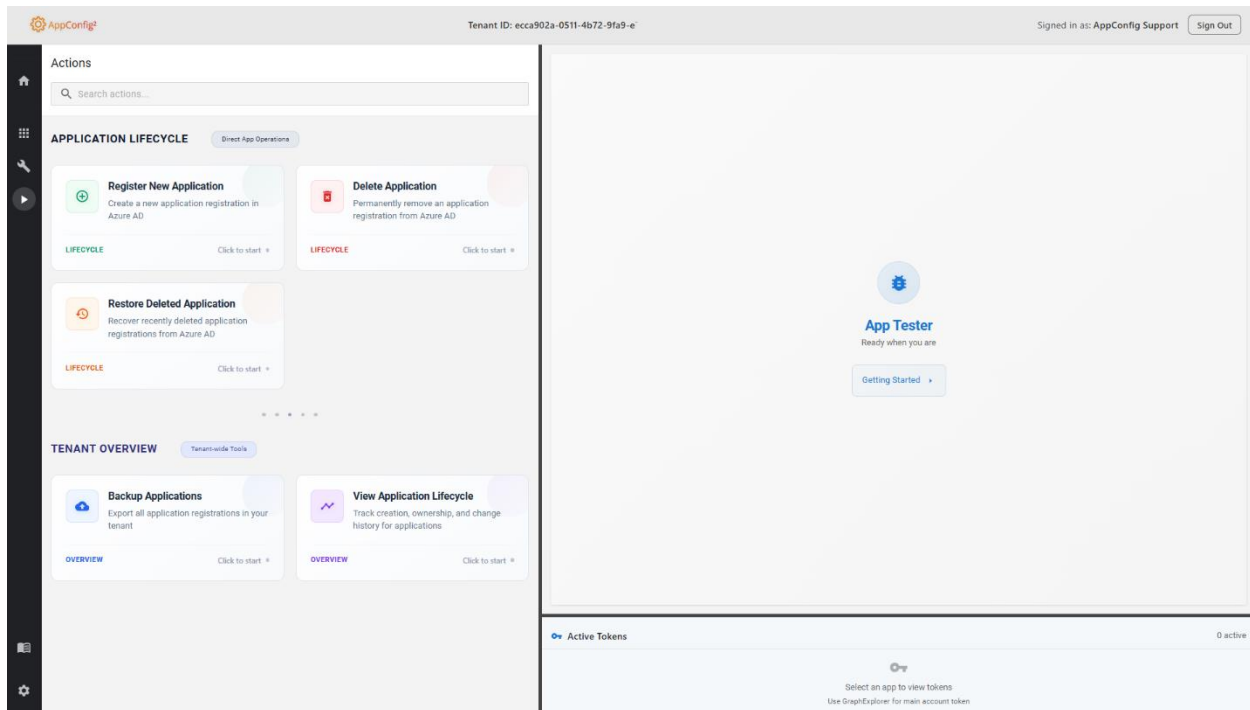 AppConfig²
Tenant ID: ecca902a-0511-4b72-9fa9-e
Signed in as: AppConfig Support
Sign Out
Actions
Search actions...
APPLICATION LIFECYCLE
Direct App Operations
Register New Application
Create a new application registration in
Azure AD
LIFECYCLE
Click to start
Delete Application
Permanently remove an application
registration from Azure AD
LIFECYCLE
Click to start
Restore Deleted Application
Recover recently deleted application
registrations from Azure AD
LIFECYCLE
Click to start
TENANT OVERVIEW
Tenant-wide Tools
Backup Applications
Export all application registrations in your
tenant
OVERVIEW
Click to start
View Application Lifecycle
Track creation, ownership, and change
history for applications
OVERVIEW
Click to start
App Tester
Ready when you are
Getting Started
Active Tokens
0 active
Select an app to view tokens
Use GraphExplorer for main account token